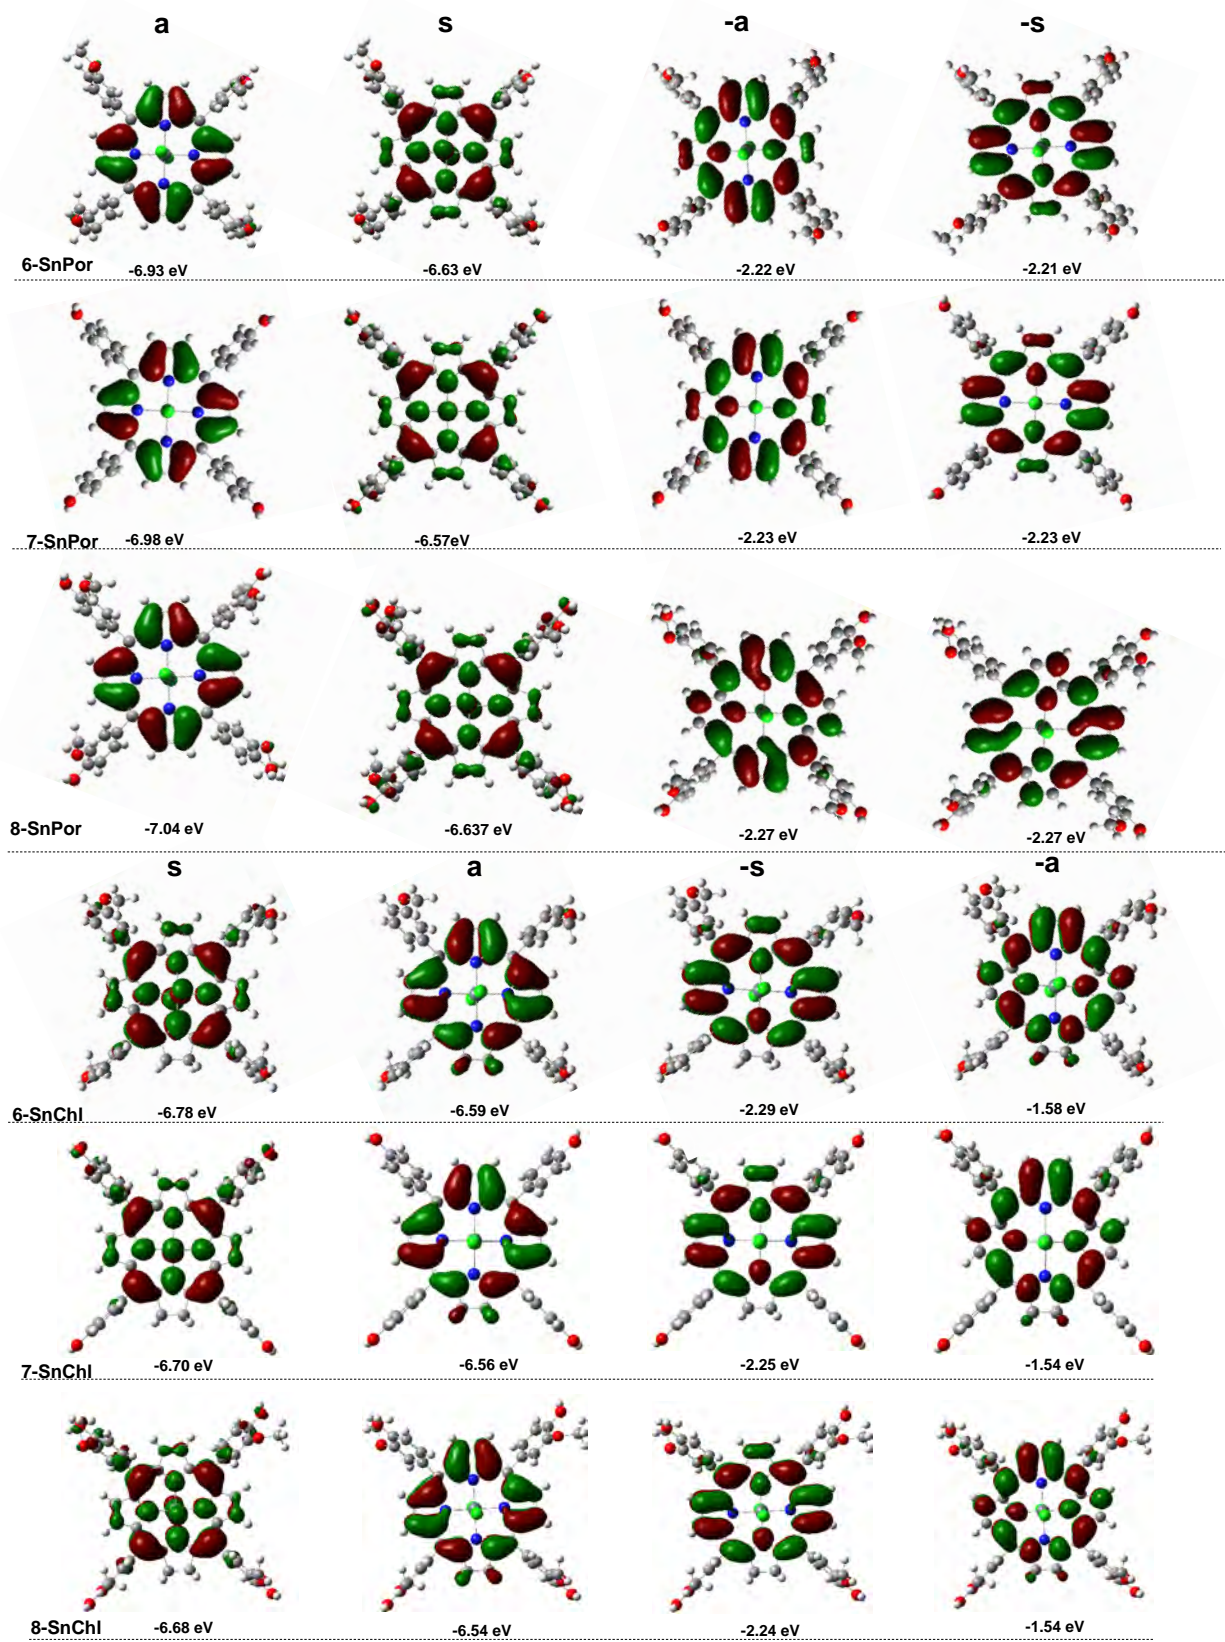 a s -a -s
6-SnPor -6.93 eV -6.63 eV -2.22 eV -2.21 eV
7-SnPor -6.98 eV -6.57eV -2.23 eV -2.23 eV
8-SnPor -7.04 eV -6.637 -2.27 eV -2.27 eV
s a -s -a
6-SnChl -6.78 eV -6.59 eV -2.29 eV -1.58 eV
7-SnChl -6.70 eV -6.56 eV -2.25 eV -1.54 eV
8-SnChl -6.68 eV -6.54 eV -2.24 eV -1.54 eV